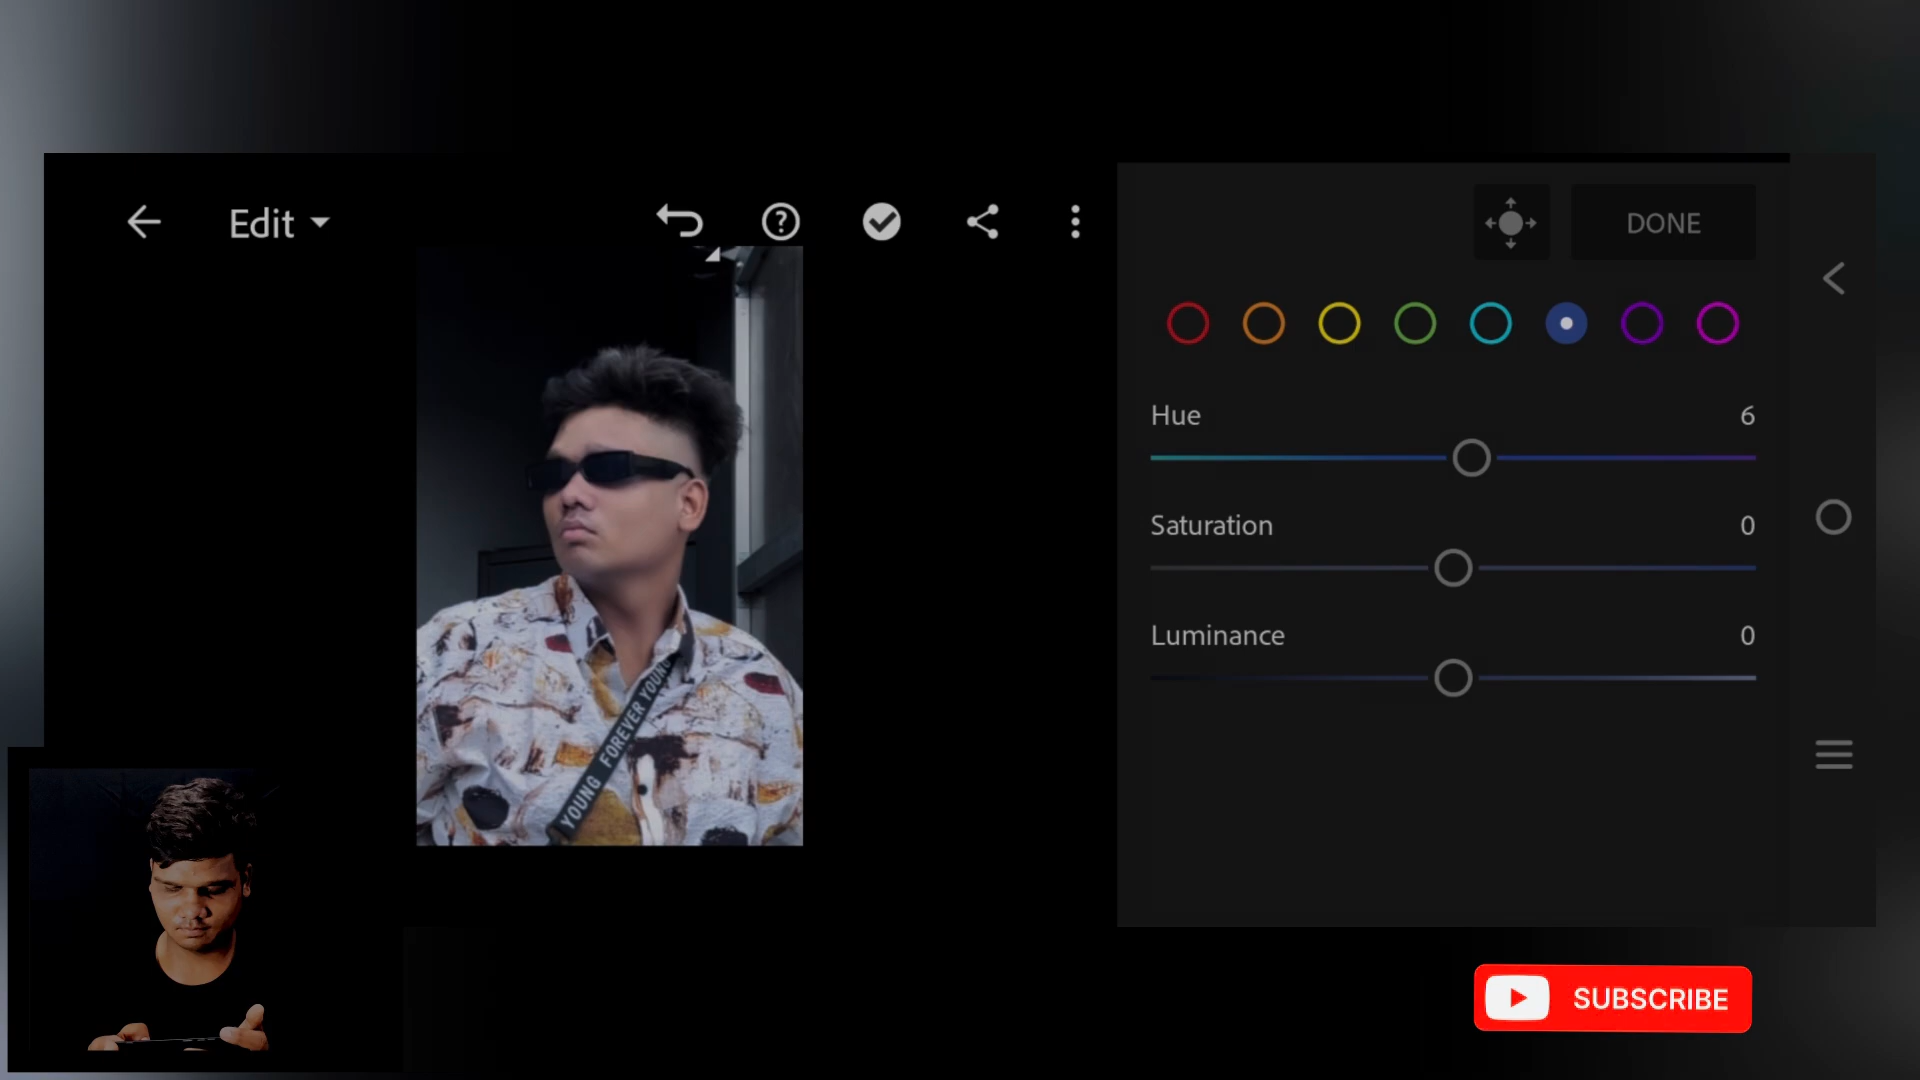 Edit
DONE
Hue 6
Saturation 0
Luminance 0
YOUNG FOREVER YOUNG
SUBSCRIBE